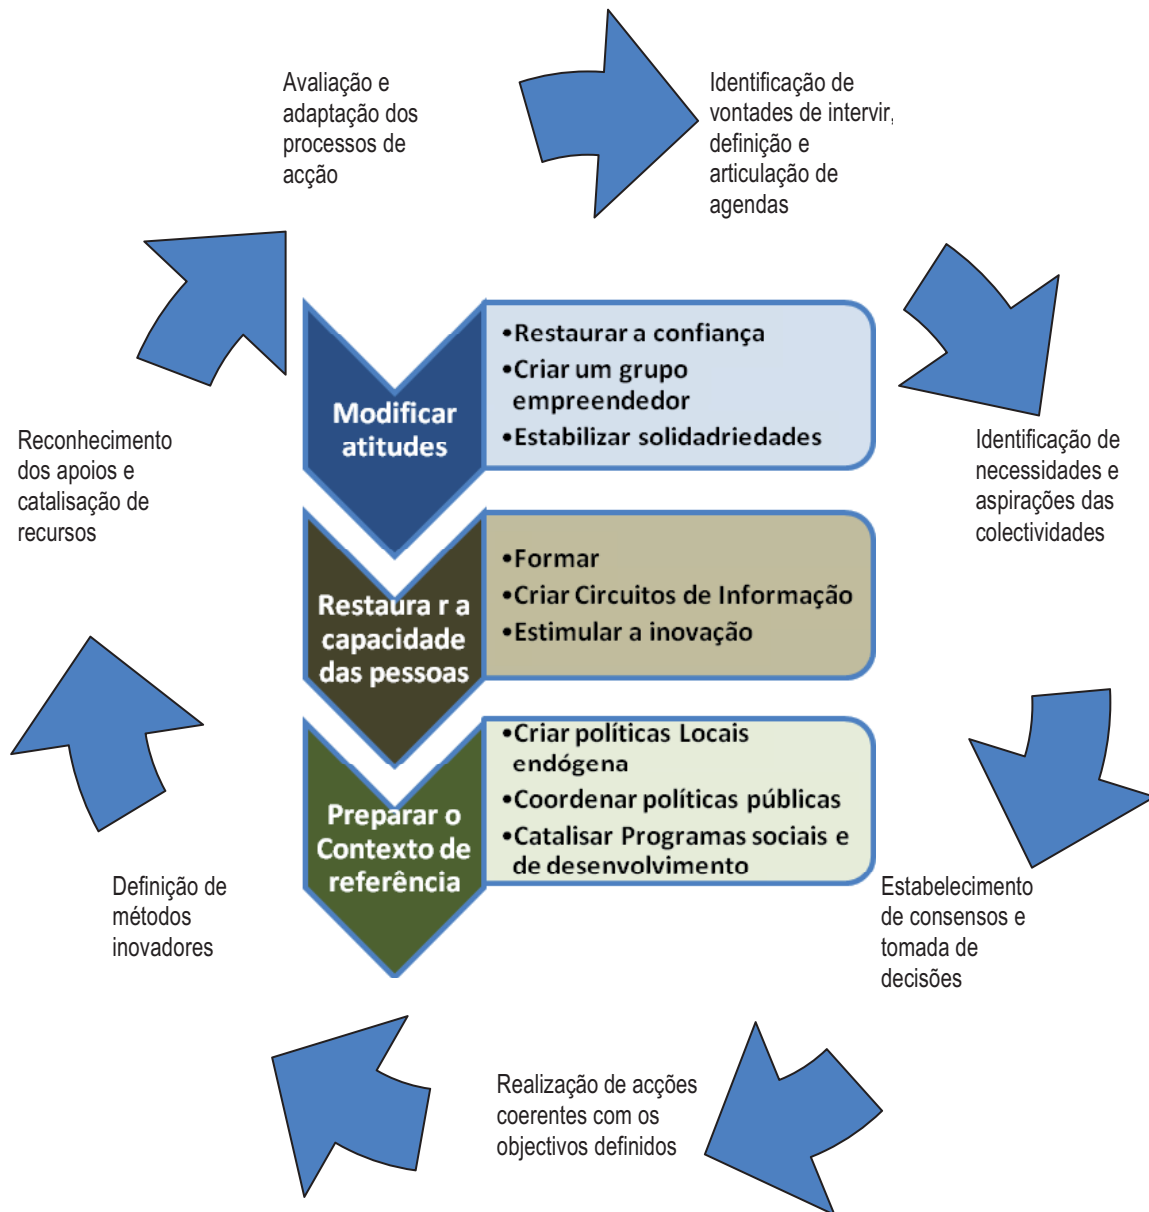 Avaliação e
adaptação dos
processos de
acção
Identificação de
vontades de intervir,
definição e
articulação de
agendas
Identificação de
necessidades e
aspirações das
colectividades
Estabelecimento
de consensos e
tomada de
decisões
Realização de acções
coerentes com os
objectivos definidos
Definição de
métodos
inovadores
Reconhecimento
dos apoios e
catalisação de
recursos
Modificar
atitudes
•Restaurar a confiança
•Criar um grupo
empreendedor
•Estabilizar solidadriedades
Restaura r a
capacidade
das pessoas
•Formar
•Criar Circuitos de Informação
•Estimular a inovação
Preparar o
Contexto de
referência
•Criar políticas Locais
endógena
•Coordenar políticas públicas
•Catalisar Programas sociais e
de desenvolvimento